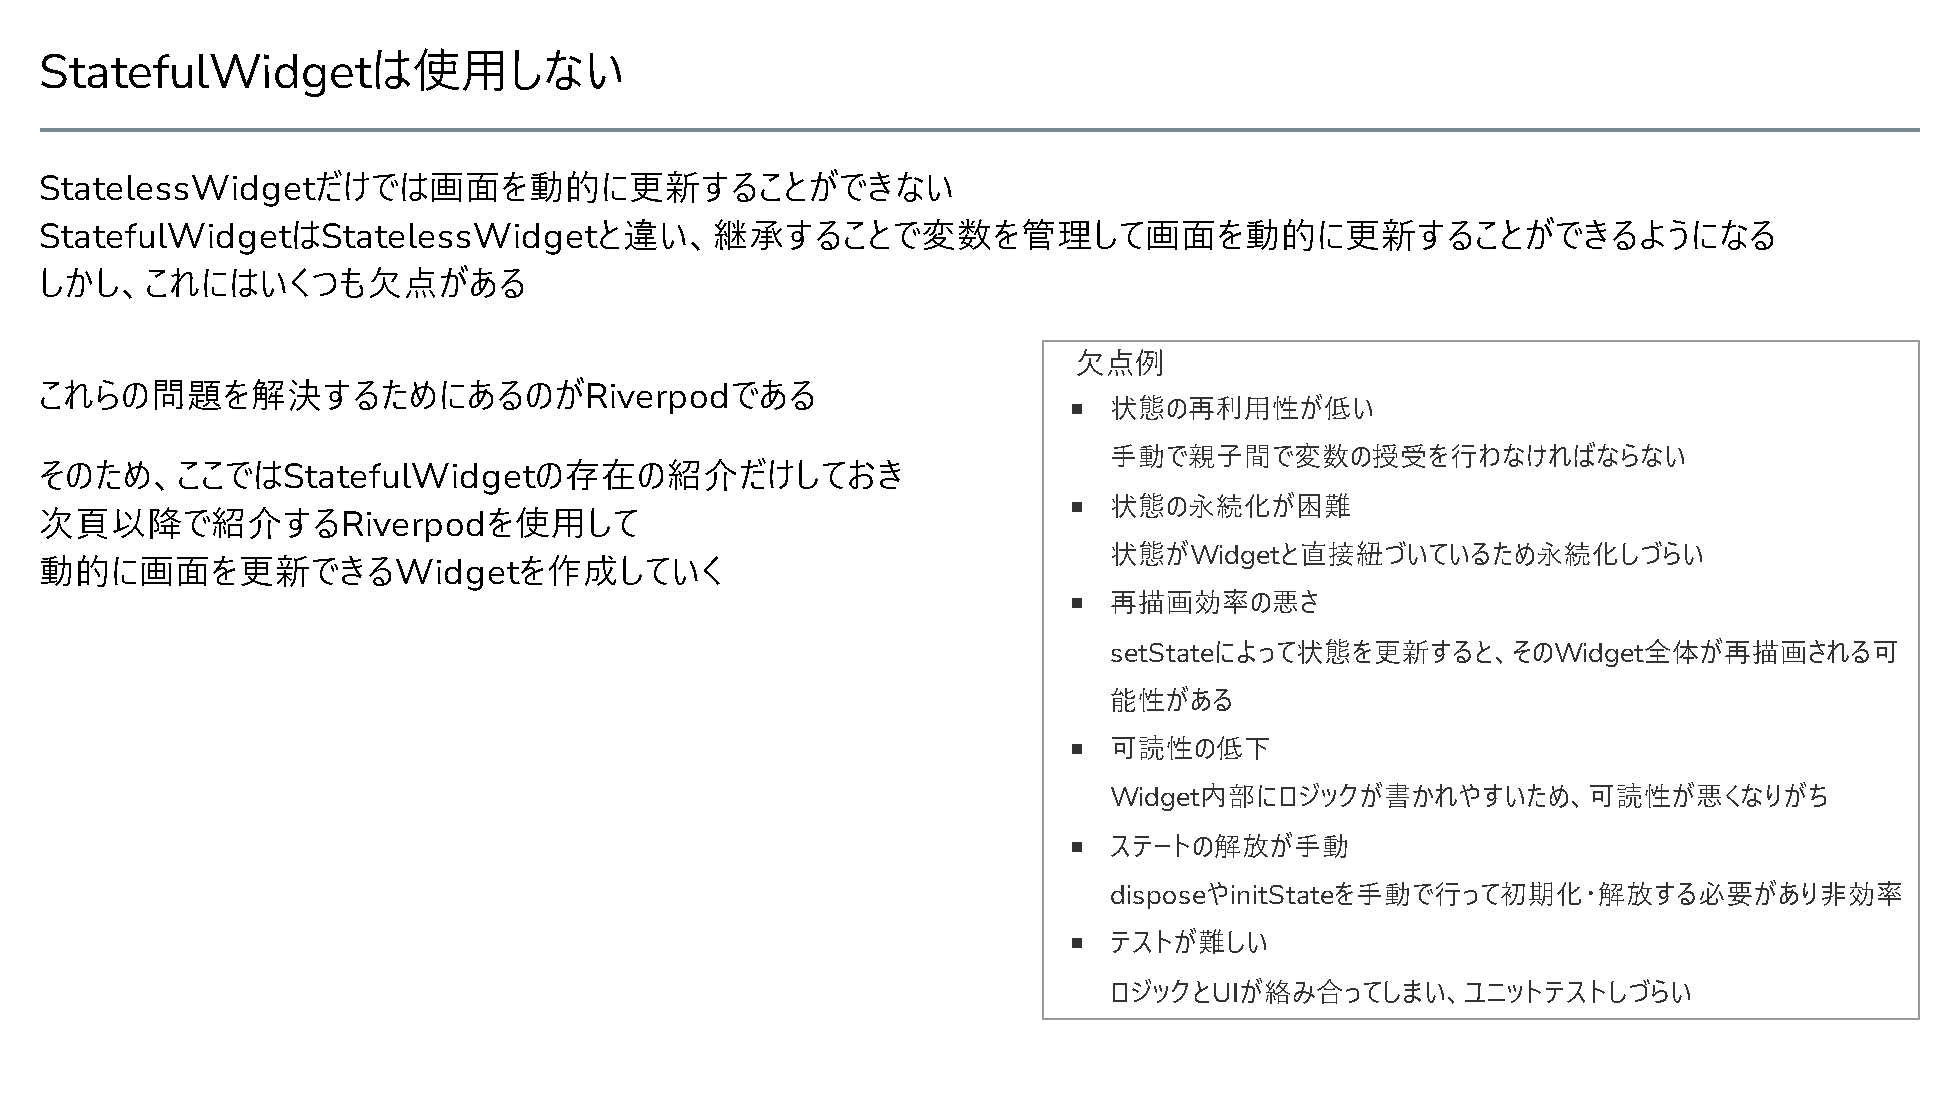 StatefulWidgetは使用しない
StatelessWidgetだけでは画面を動的に更新することができない
StatefulWidgetはStatelessWidgetと違い、継承することで変数を管理して画面を動的に更新することができるようになる
しかし、これにはいくつも欠点がある
これらの問題を解決するためにあるのがRiverpodである
そのため、ここではStatefulWidgetの存在の紹介だけしておき
次頁以降で紹介するRiverpodを使用して
動的に画面を更新できるWidgetを作成していく
欠点例
▪ 状態の再利用性が低い
手動で親子間で変数の授受を行わなければならない
▪ 状態の永続化が困難
状態がWidgetと直接紐づいているため永続化しづらい
▪ 再描画効率の悪さ
setStateによって状態を更新すると、そのWidget全体が再描画される可
能性がある
▪ 可読性の低下
Widget内部にロジックが書かれやすいため、可読性が悪くなりがち
▪ ステートの解放が手動
disposeやinitStateを手動で行って初期化・解放する必要があり非効率
▪ テストが難しい
ロジックとUIが絡み合ってしまい、ユニットテストしづらい